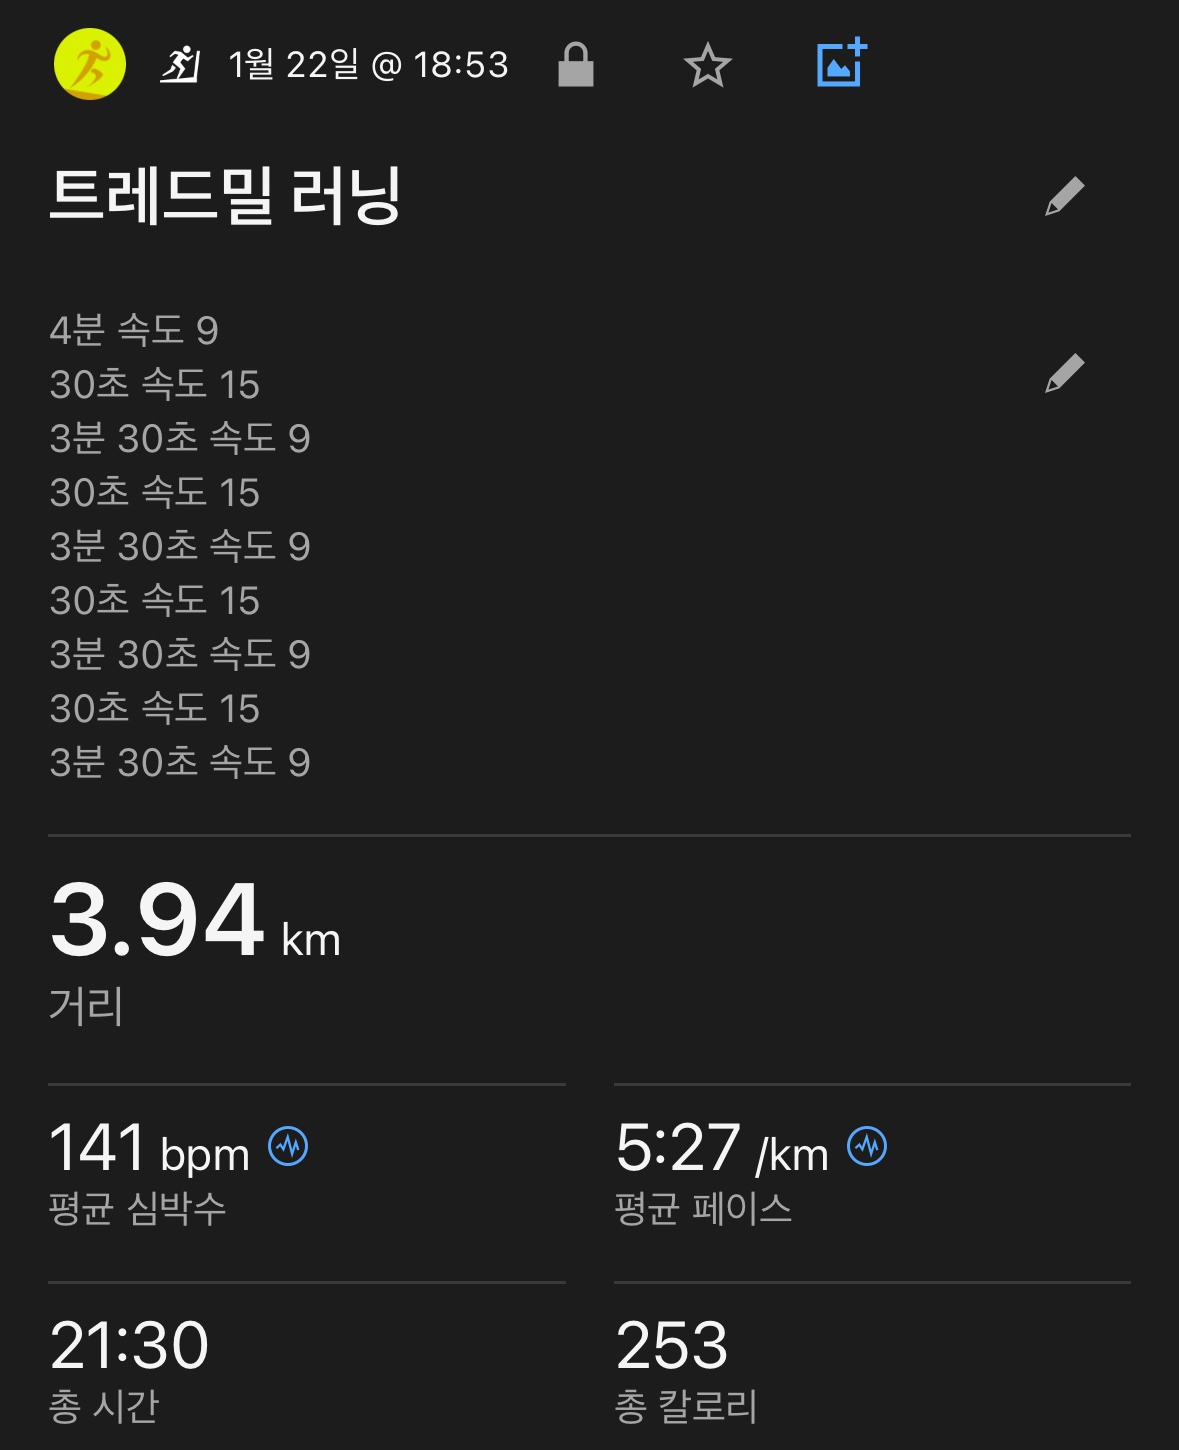 1월 22일 @ 18:53
트레드밀 러닝
4분 속도 9
30초 속도 15
3분 30초 속도 9
30초 속도 15
3분 30초 속도 9
30초 속도 15
3분 30초 속도 9
30초 속도 15
3분 30초 속도 9
3.94 km
거리
141 bpm
평균 심박수
5:27 /km
평균 페이스
21:30
총 시간
253
총 칼로리